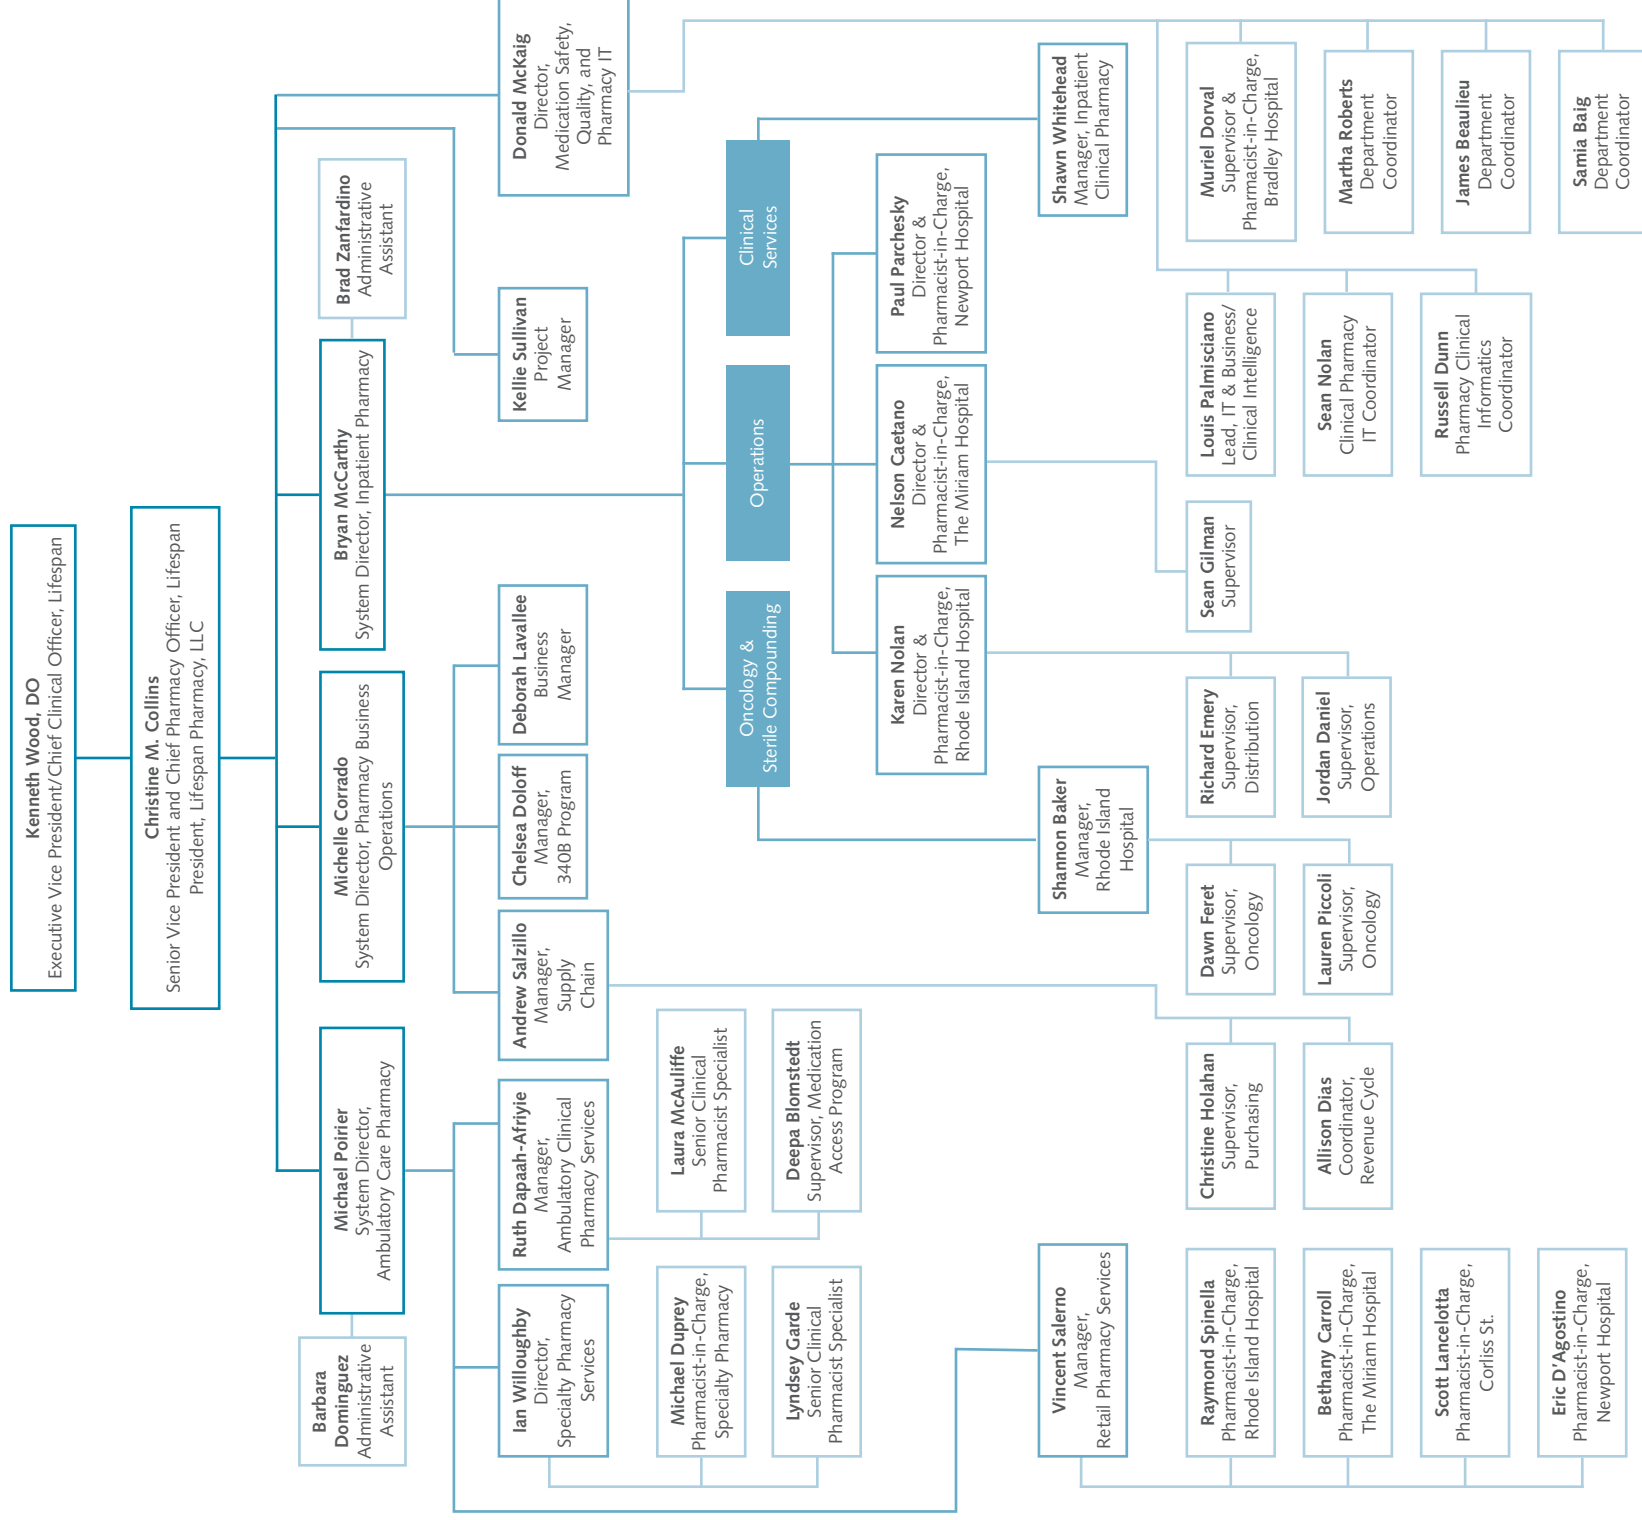 Kenneth Wood, DO
Executive Vice President/Chief Clinical Officer, Lifespan
Christine M. Collins
Senior Vice President and Chief Pharmacy Officer, Lifespan
President, Lifespan Pharmacy, LLC
Barbara
Dominguez
Administrative
Assistant
Michael Poirier
System Director,
Ambulatory Care Pharmacy
Michelle Corrado
System Director, Pharmacy Business
Operations
Bryan McCarthy
System Director, Inpatient Pharmacy
Brad Zanfardino
Administrative
Assistant
Ian Willoughby
Director,
Specialty Pharmacy
Services
Ruth Dapaah-Afriyie
Manager,
Ambulatory Clinical
Pharmacy Services
Andrew Salzillo
Manager,
Supply
Chain
Chelsea Doloff
Manager,
340B Program
Deborah Lavallee
Business
Manager
Kellie Sullivan
Project
Manager
Donald McKaig
Director,
Medication Safety,
Quality, and
Pharmacy IT
Michael Duprey
Pharmacist-in-Charge,
Specialty Pharmacy
Lyndsey Garde
Senior Clinical
Pharmacist Specialist
Laura McAuliffe
Senior Clinical
Pharmacist Specialist
Deepa Blomstedt
Supervisor, Medication
Access Program
Oncology &
Sterile Compounding
Operations
Clinical
Services
Karen Nolan
Director &
Pharmacist-in-Charge,
Rhode Island Hospital
Nelson Caetano
Director &
Pharmacist-in-Charge,
The Miriam Hospital
Paul Parchesky
Director &
Pharmacist-in-Charge,
Newport Hospital
Vincent Salerno
Manager,
Retail Pharmacy Services
Shannon Baker
Manager,
Rhode Island
Hospital
Shawn Whitehead
Manager, Inpatient
Clinical Pharmacy
Raymond Spinella
Pharmacist-in-Charge,
Rhode Island Hospital
Bethany Carroll
Pharmacist-in-Charge,
The Miriam Hospital
Scott Lancelotta
Pharmacist-in-Charge,
Corliss St.
Eric D'Agostino
Pharmacist-in-Charge,
Newport Hospital
Christine Holahan
Supervisor,
Purchasing
Allison Dias
Coordinator,
Revenue Cycle
Dawn Feret
Supervisor,
Oncology
Lauren Piccoli
Supervisor,
Oncology
Richard Emery
Supervisor,
Distribution
Jordan Daniel
Supervisor,
Operations
Sean Gilman
Supervisor
Louis Palmisciano
Lead, IT & Business/
Clinical Intelligence
Sean Nolan
Clinical Pharmacy
IT Coordinator
Russell Dunn
Pharmacy Clinical
Informatics
Coordinator
Muriel Dorval
Supervisor &
Pharmacist-in-Charge,
Bradley Hospital
Martha Roberts
Department
Coordinator
James Beaulieu
Department
Coordinator
Samia Baig
Department
Coordinator